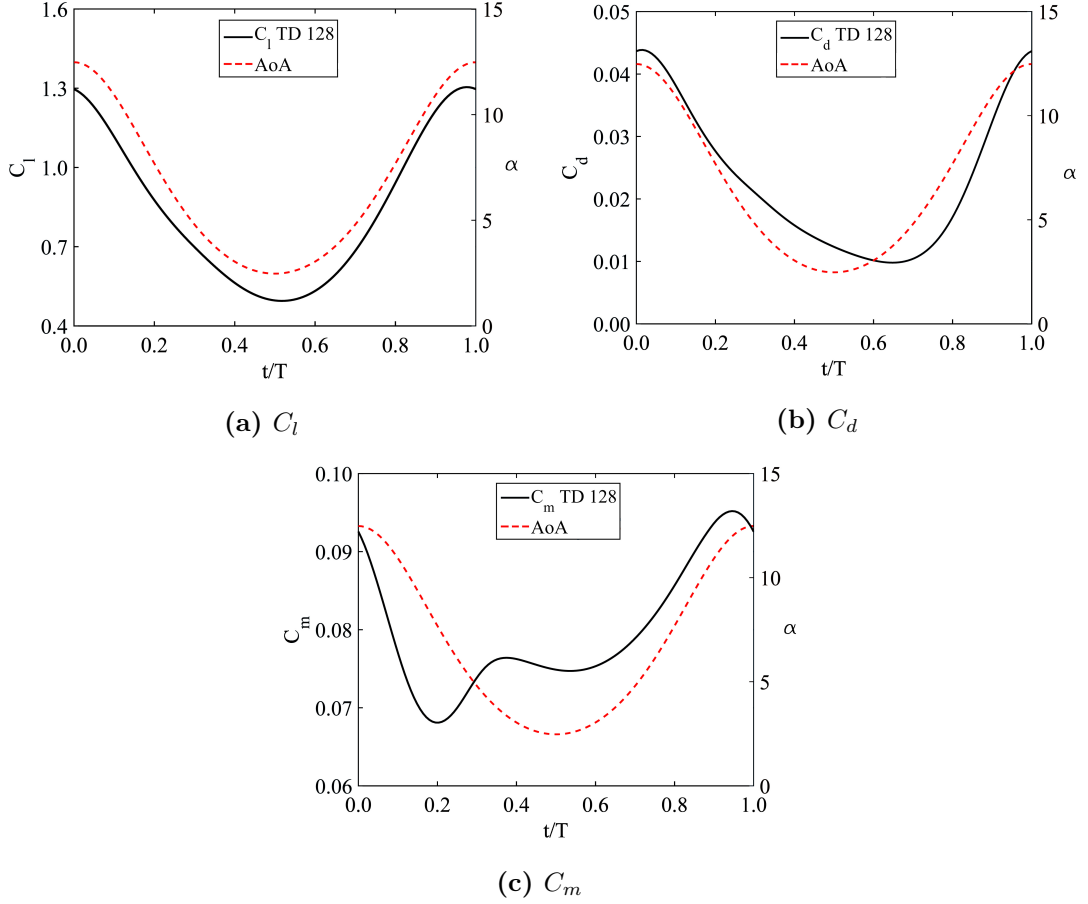 1.6
1.3
1.0
0.7
0.4
C_l
15
10
5
0
α
C_l TD 128
AoA
0.0 0.2 0.4 0.6 0.8 1.0
t/T
(a) C_l
0.05
0.04
0.03
0.02
0.01
0.00
C_d
15
10
5
0
α
C_d TD 128
AoA
0.0 0.2 0.4 0.6 0.8 1.0
t/T
(b) C_d
0.10
0.09
0.08
0.07
0.06
C_m
15
10
5
0
α
C_m TD 128
AoA
0.0 0.2 0.4 0.6 0.8 1.0
t/T
(c) C_m